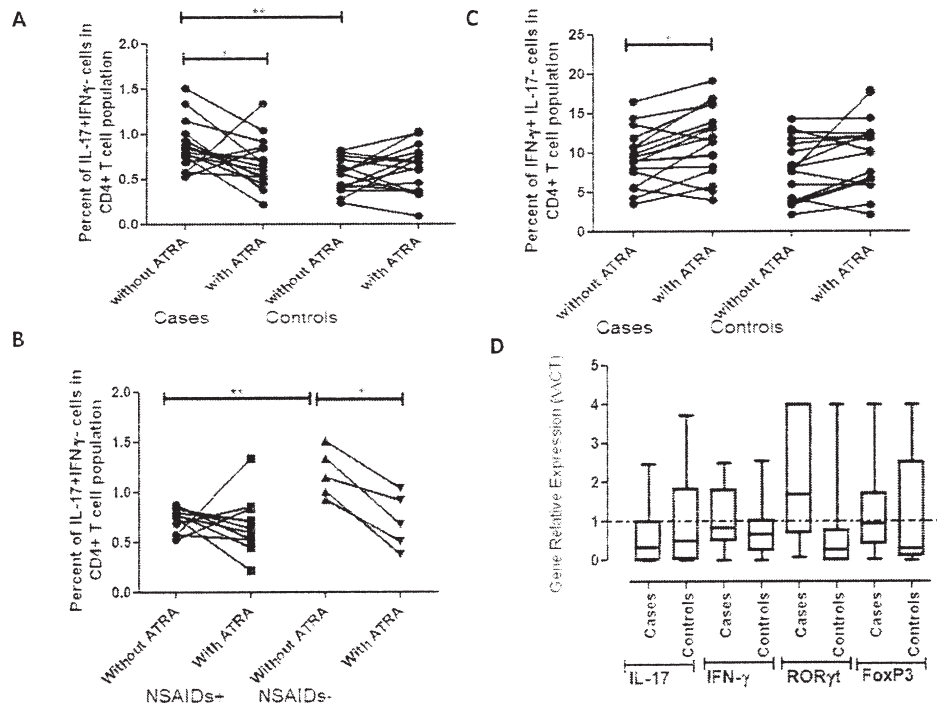 A
Percent of IL-17+IFNγ- cells in
CD4+ T cell population
2.0
1.5
1.0
0.5
0.0
**
*
without ATRA
with ATRA
without ATRA
with ATRA
Cases
Controls
C
Percent of IFNγ+ IL-17- cells in
CD4+ T cell population
25
20
15
10
5
0
*
without ATRA
with ATRA
without ATRA
with ATRA
Cases
Controls
B
Percent of IL-17+IFNγ- cells in
CD4+ T cell population
2.0
1.5
1.0
0.5
0.0
**
*
Without ATRA
With ATRA
Without ATRA
With ATRA
NSAIDs+
NSAIDs-
D
Gene Relative Expression
5
4
3
2
1
0
Cases
Controls
Cases
Controls
Cases
Controls
Cases
Controls
IL-17
IFN-γ
RORγt
FoxP3